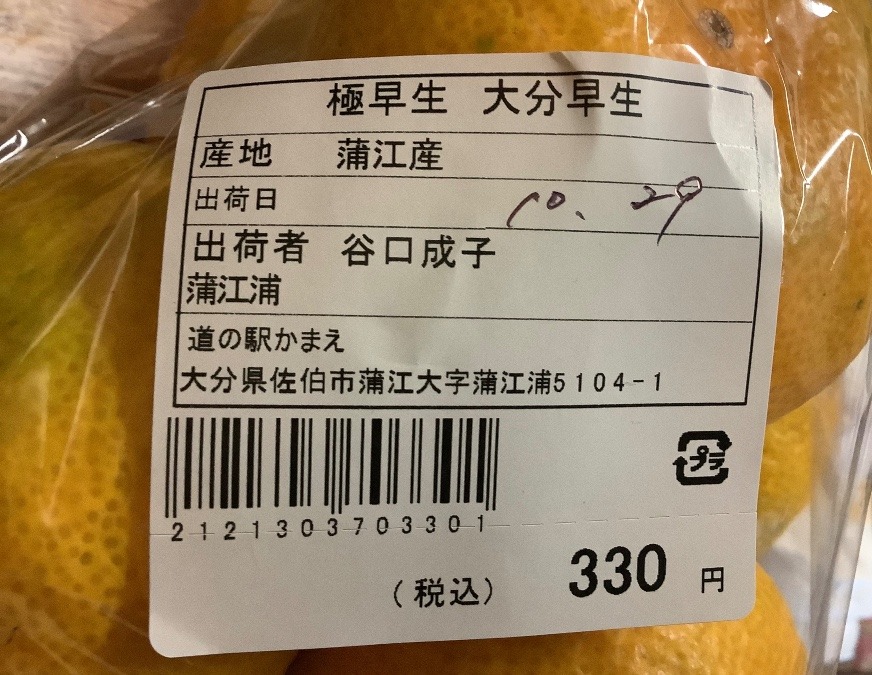 極早生 大分早生
産地 蒲江産
出荷日 10. 29
出荷者 谷口成子
蒲江浦
道の駅かまえ
大分県佐伯市蒲江大字蒲江浦5104-1
プラ
2121303703301
(税込) 330 円